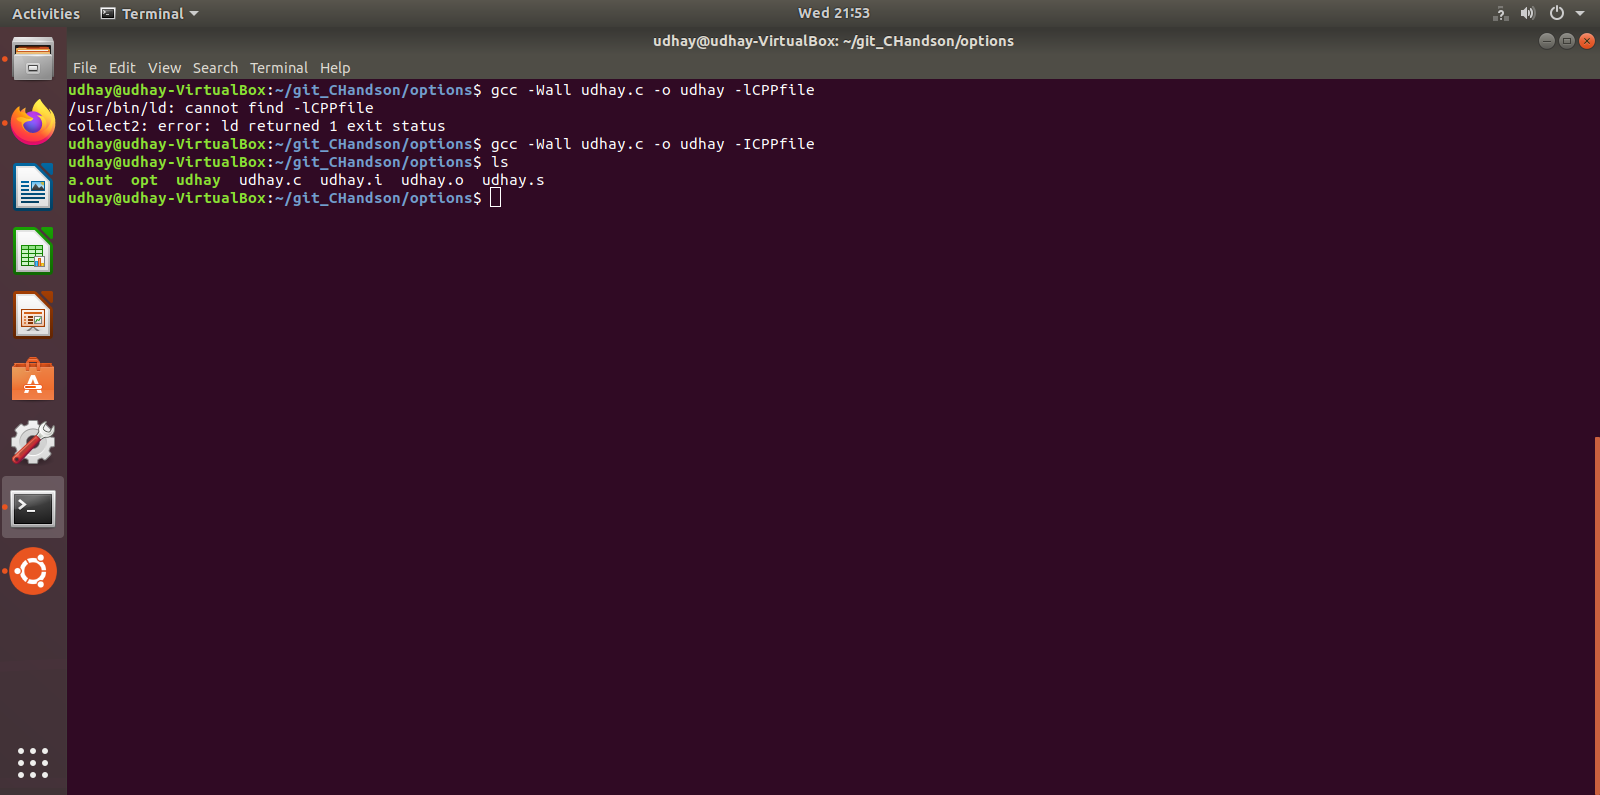 Activities Terminal Wed 21:53
udhay@udhay-VirtualBox: ~/git_CHandson/options
File Edit View Search Terminal Help
udhay@udhay-VirtualBox:~/git_CHandson/options$ gcc -Wall udhay.c -o udhay -lCPPfile
/usr/bin/ld: cannot find -lCPPfile
collect2: error: ld returned 1 exit status
udhay@udhay-VirtualBox:~/git_CHandson/options$ gcc -Wall udhay.c -o udhay -ICPPfile
udhay@udhay-VirtualBox:~/git_CHandson/options$ ls
a.out opt udhay udhay.c udhay.i udhay.o udhay.s
udhay@udhay-VirtualBox:~/git_CHandson/options$